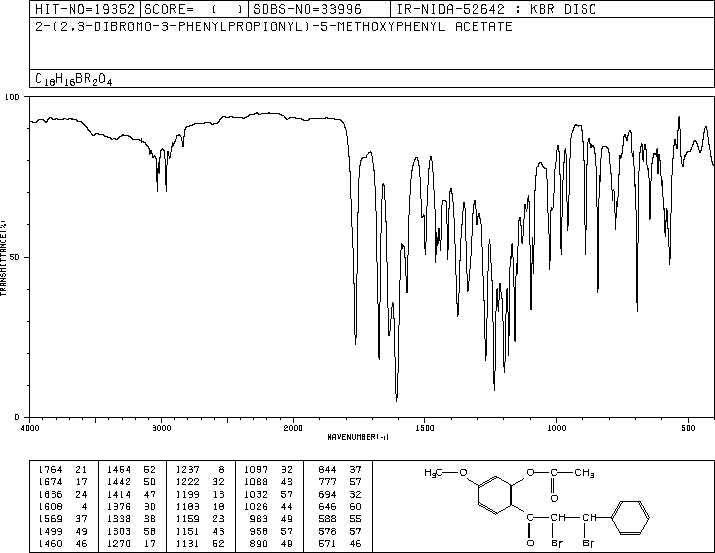 HIT-NO=19352 SCORE= ( ) SDBS-NO=33996 IR-NIDA-52642 : KBR DISC
2-(2,3-DIBROMO-3-PHENYLPROPIONYL)-5-METHOXYPHENYL ACETATE
C18H16BR2O4
100
50
0
TRANSMITTANCE(%)
4000 3000 2000 1500 1000 500
WAVENUMBER(-1)
1764 21 1454 52 1237 8 1097 32 844 37
1674 17 1442 50 1222 32 1088 43 777 57
1636 24 1414 47 1199 13 1032 57 694 32
1608 4 1376 30 1183 18 1026 44 646 60
1569 37 1338 38 1159 23 983 49 588 55
1499 49 1303 58 1151 43 958 57 578 57
1460 46 1270 17 1131 52 890 49 571 46
H3C O O CH3
O
O Br Br
CH CH